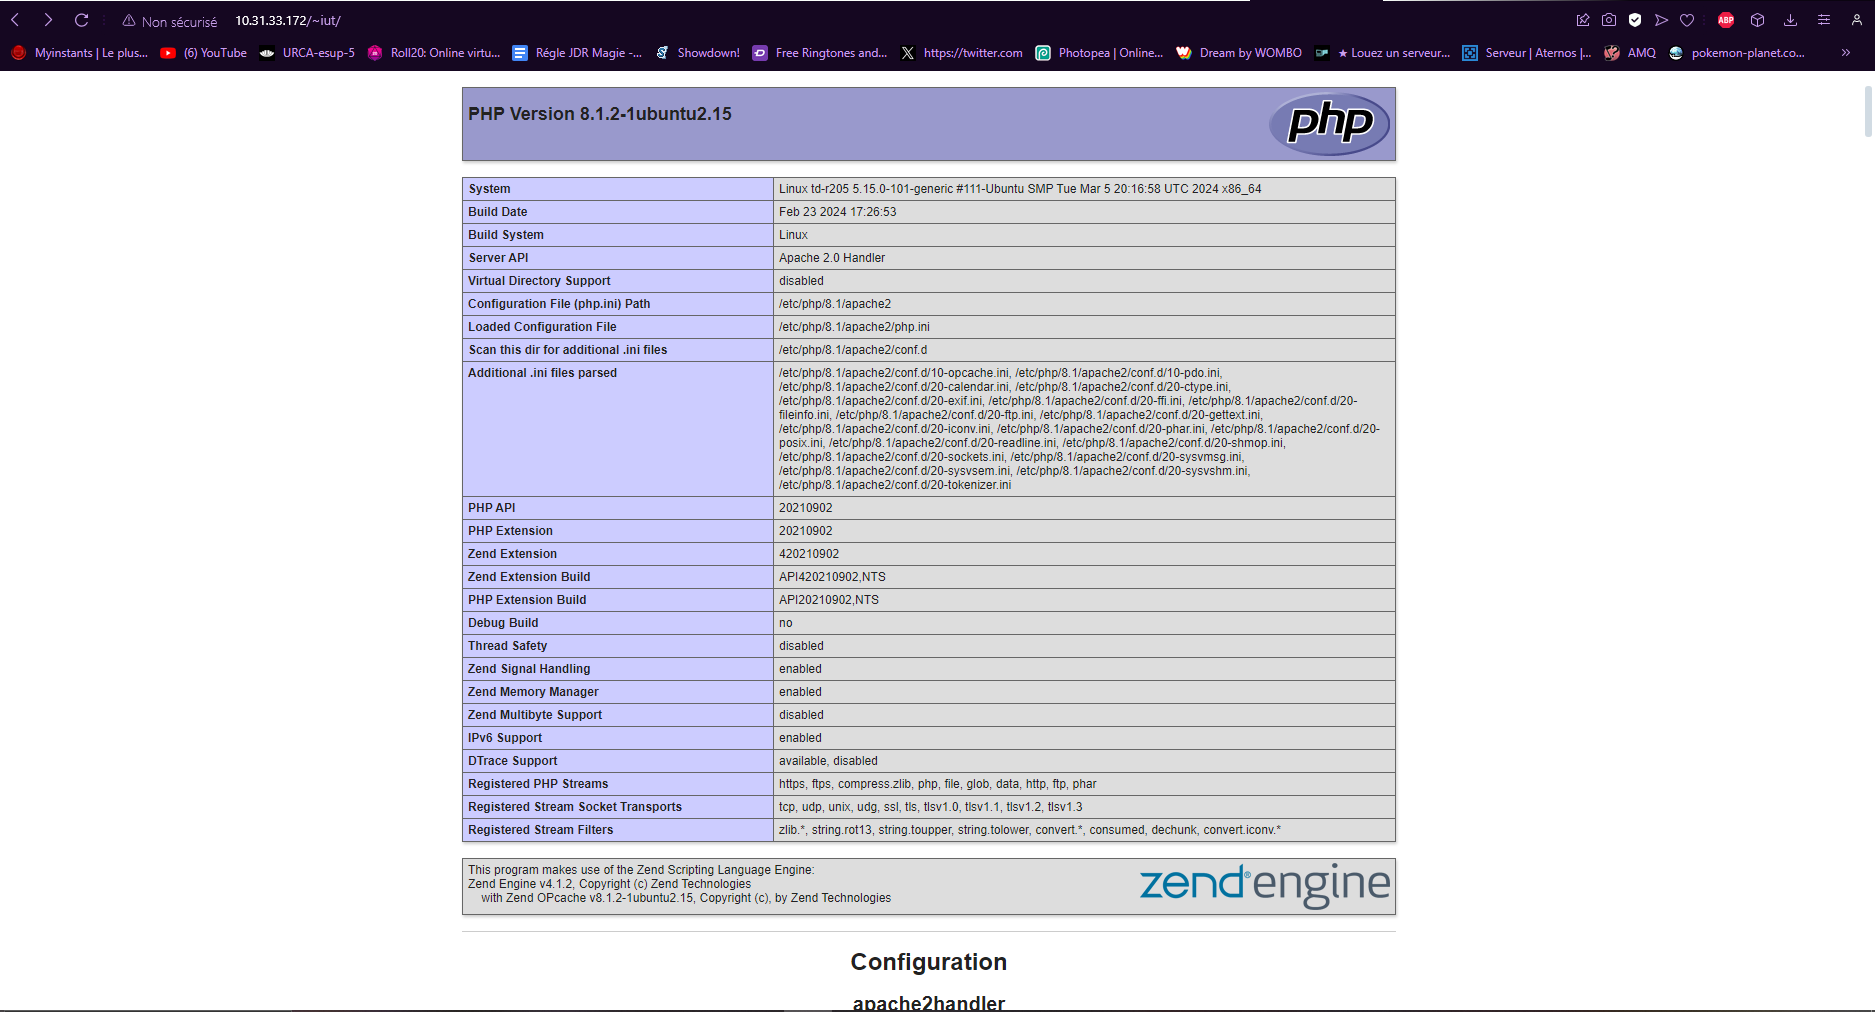 Non sécurisé 10.31.33.172/~iut/
ABP
Myinstants | Le plus... (6) YouTube URCA-esup-5 Roll20: Online virtu... Régle JDR Magie -... Showdown! Free Ringtones and... https://twitter.com Photopea | Online... Dream by WOMBO ★ Louez un serveur... Serveur | Aternos |... AMQ pokemon-planet.co... »
PHP Version 8.1.2-1ubuntu2.15
php
System Linux td-r205 5.15.0-101-generic #111-Ubuntu SMP Tue Mar 5 20:16:58 UTC 2024 x86_64
Build Date Feb 23 2024 17:26:53
Build System Linux
Server API Apache 2.0 Handler
Virtual Directory Support disabled
Configuration File (php.ini) Path /etc/php/8.1/apache2
Loaded Configuration File /etc/php/8.1/apache2/php.ini
Scan this dir for additional .ini files /etc/php/8.1/apache2/conf.d
Additional .ini files parsed /etc/php/8.1/apache2/conf.d/10-opcache.ini, /etc/php/8.1/apache2/conf.d/10-pdo.ini,
/etc/php/8.1/apache2/conf.d/20-calendar.ini, /etc/php/8.1/apache2/conf.d/20-ctype.ini,
/etc/php/8.1/apache2/conf.d/20-exif.ini, /etc/php/8.1/apache2/conf.d/20-ffi.ini, /etc/php/8.1/apache2/conf.d/20-
fileinfo.ini, /etc/php/8.1/apache2/conf.d/20-ftp.ini, /etc/php/8.1/apache2/conf.d/20-gettext.ini,
/etc/php/8.1/apache2/conf.d/20-iconv.ini, /etc/php/8.1/apache2/conf.d/20-phar.ini, /etc/php/8.1/apache2/conf.d/20-
posix.ini, /etc/php/8.1/apache2/conf.d/20-readline.ini, /etc/php/8.1/apache2/conf.d/20-shmop.ini,
/etc/php/8.1/apache2/conf.d/20-sockets.ini, /etc/php/8.1/apache2/conf.d/20-sysvmsg.ini,
/etc/php/8.1/apache2/conf.d/20-sysvsem.ini, /etc/php/8.1/apache2/conf.d/20-sysvshm.ini,
/etc/php/8.1/apache2/conf.d/20-tokenizer.ini
PHP API 20210902
PHP Extension 20210902
Zend Extension 420210902
Zend Extension Build API420210902,NTS
PHP Extension Build API20210902,NTS
Debug Build no
Thread Safety disabled
Zend Signal Handling enabled
Zend Memory Manager enabled
Zend Multibyte Support disabled
IPv6 Support enabled
DTrace Support available, disabled
Registered PHP Streams https, ftps, compress.zlib, php, file, glob, data, http, ftp, phar
Registered Stream Socket Transports tcp, udp, unix, udg, ssl, tls, tlsv1.0, tlsv1.1, tlsv1.2, tlsv1.3
Registered Stream Filters zlib.*, string.rot13, string.toupper, string.tolower, convert.*, consumed, dechunk, convert.iconv.*
This program makes use of the Zend Scripting Language Engine:
Zend Engine v4.1.2, Copyright (c) Zend Technologies
with Zend OPcache v8.1.2-1ubuntu2.15, Copyright (c), by Zend Technologies
zend® engine
Configuration
apache2handler